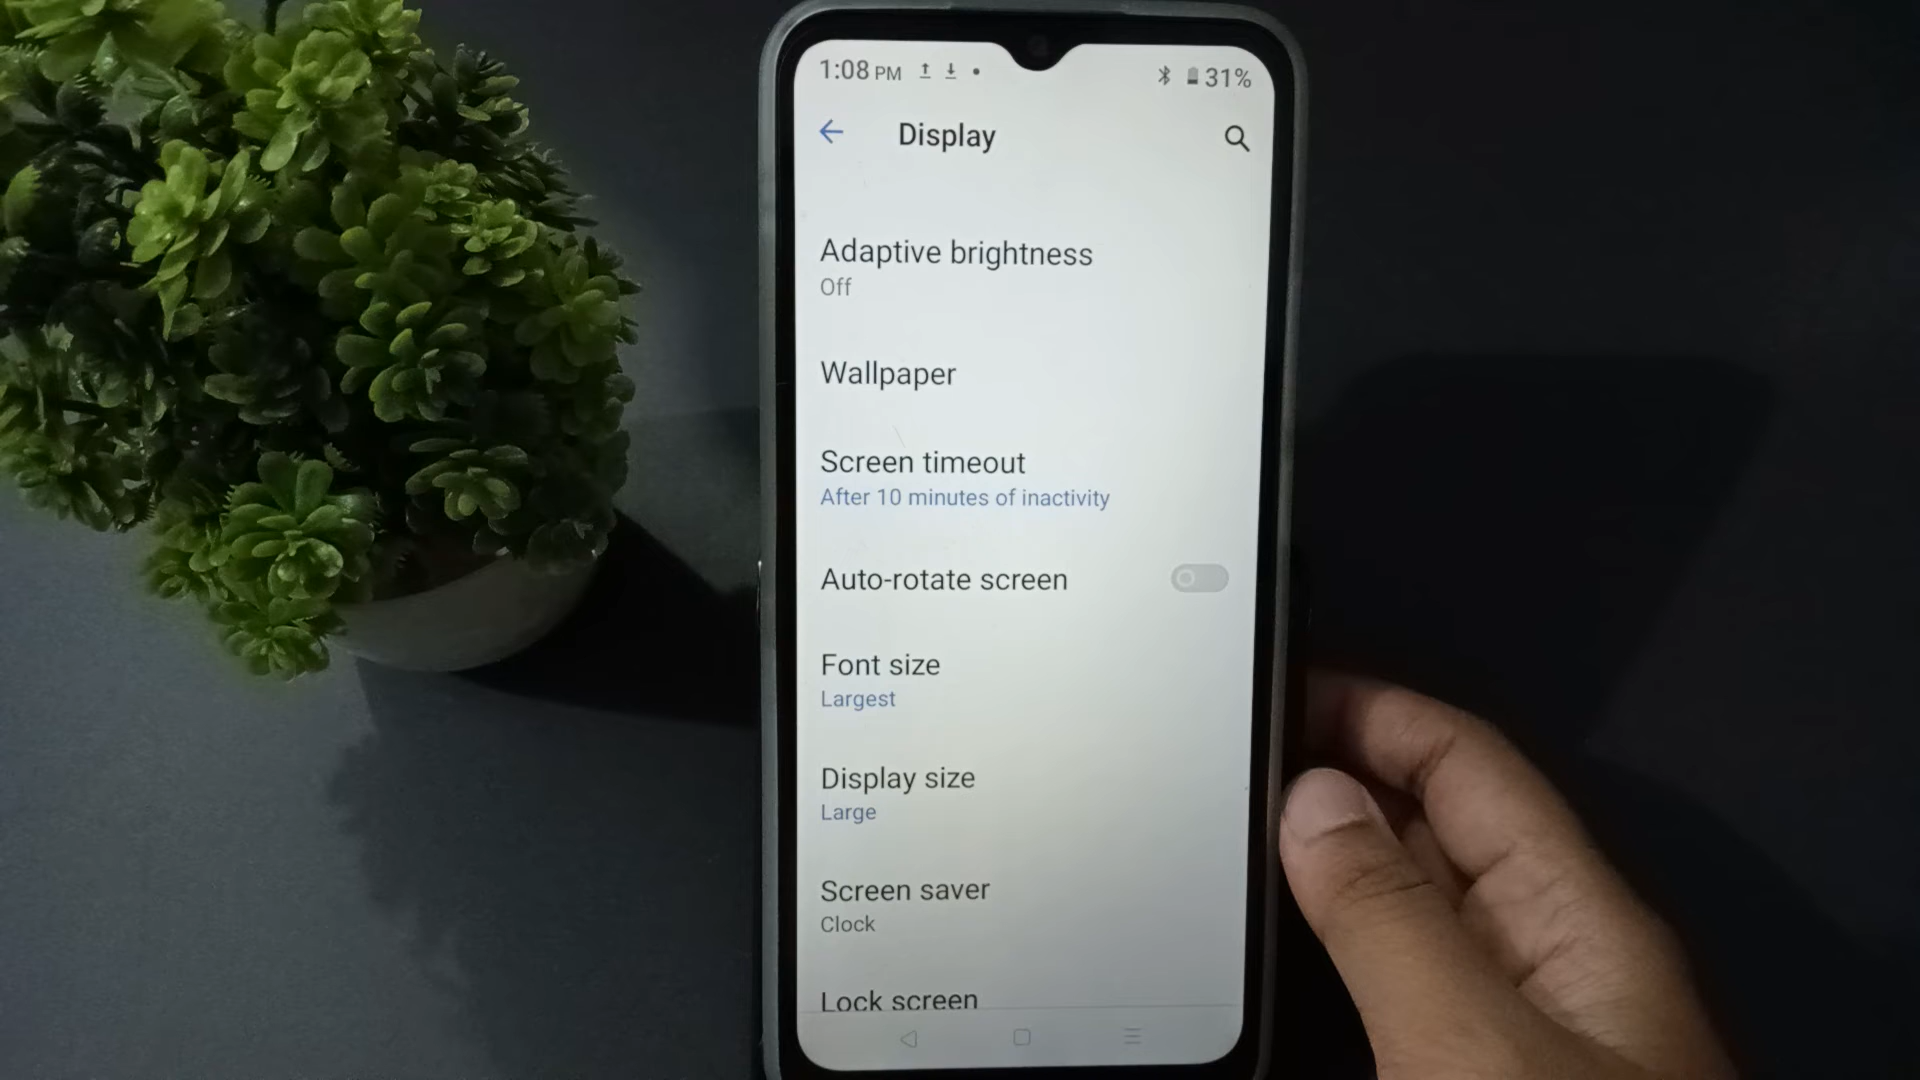 1:08 PM
31%
Display
Adaptive brightness
Off
Wallpaper
Screen timeout
After 10 minutes of inactivity
Auto-rotate screen
Font size
Largest
Display size
Large
Screen saver
Clock
Lock screen